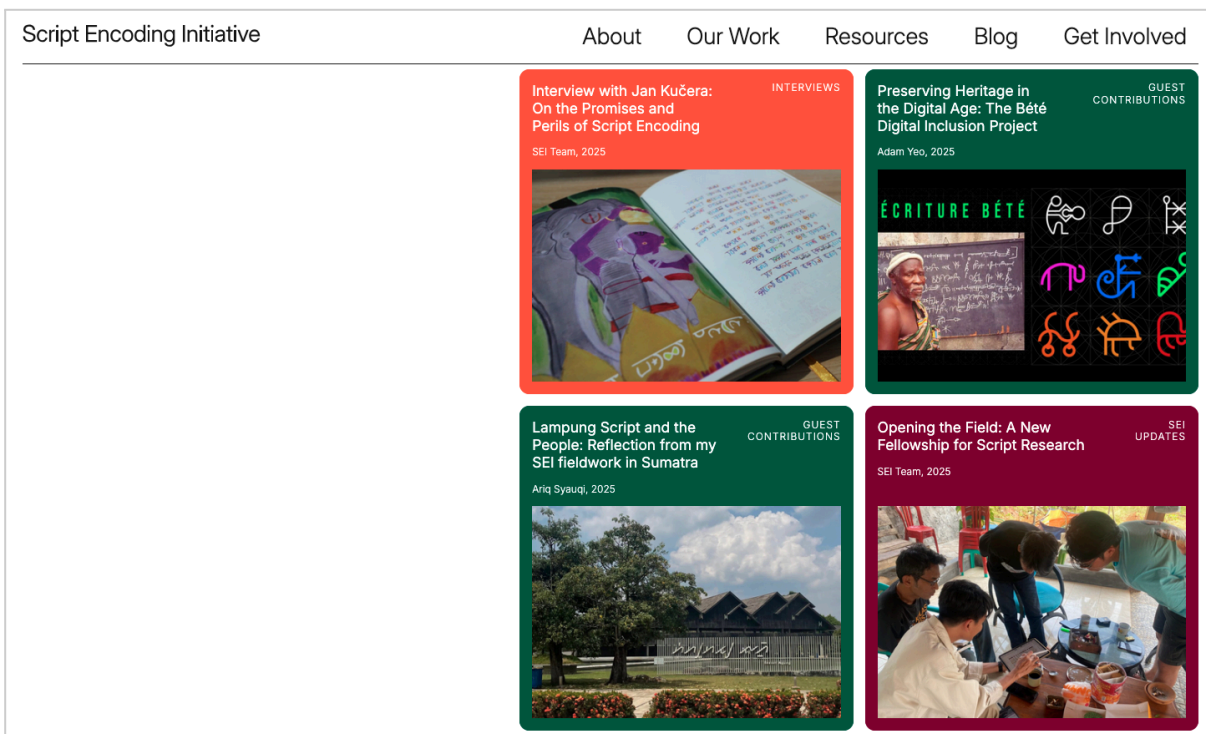 Script Encoding Initiative
About
Our Work
Resources
Blog
Get Involved
Interview with Jan Kučera:
On the Promises and
Perils of Script Encoding
INTERVIEWS
SEI Team, 2025
Preserving Heritage in
the Digital Age: The Bété
Digital Inclusion Project
GUEST
CONTRIBUTIONS
Adam Yeo, 2025
ÉCRITURE BÉTÉ
Lampung Script and the
People: Reflection from my
SEI fieldwork in Sumatra
GUEST
CONTRIBUTIONS
Ariq Syauqi, 2025
Opening the Field: A New
Fellowship for Script Research
SEI
UPDATES
SEI Team, 2025